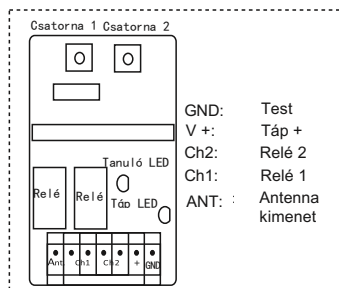 Csatorna 1 Csatorna 2
Tanuló LED
Relé
Relé
Táp LED
Ant
Ch1
Ch2
+
GND
GND: Test
V +: Táp +
Ch2: Relé 2
Ch1: Relé 1
ANT: : Antenna
kimenet